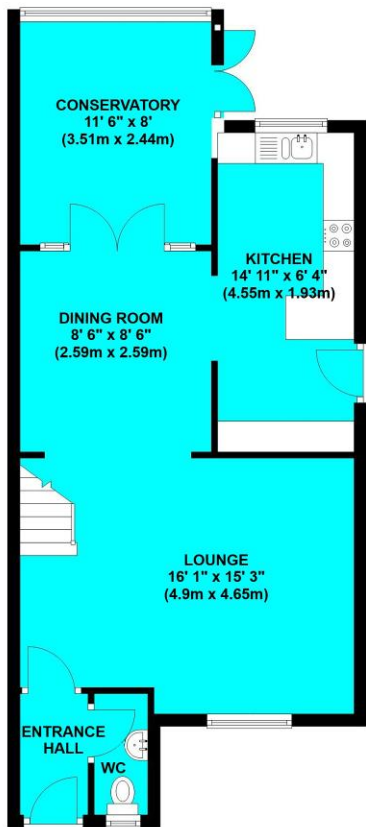 CONSERVATORY
11' 6" x 8'
(3.51m x 2.44m)
KITCHEN
14' 11" x 6' 4"
(4.55m x 1.93m)
DINING ROOM
8' 6" x 8' 6"
(2.59m x 2.59m)
LOUNGE
16' 1" x 15' 3"
(4.9m x 4.65m)
ENTRANCE
HALL
WC